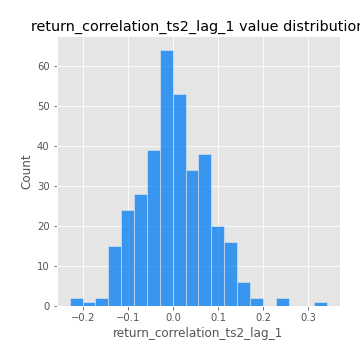 return_correlation_ts2_lag_1 value distribution
60
50
40
30
20
10
0
Count
−0.2 −0.1 0.0 0.1 0.2 0.3
return_correlation_ts2_lag_1